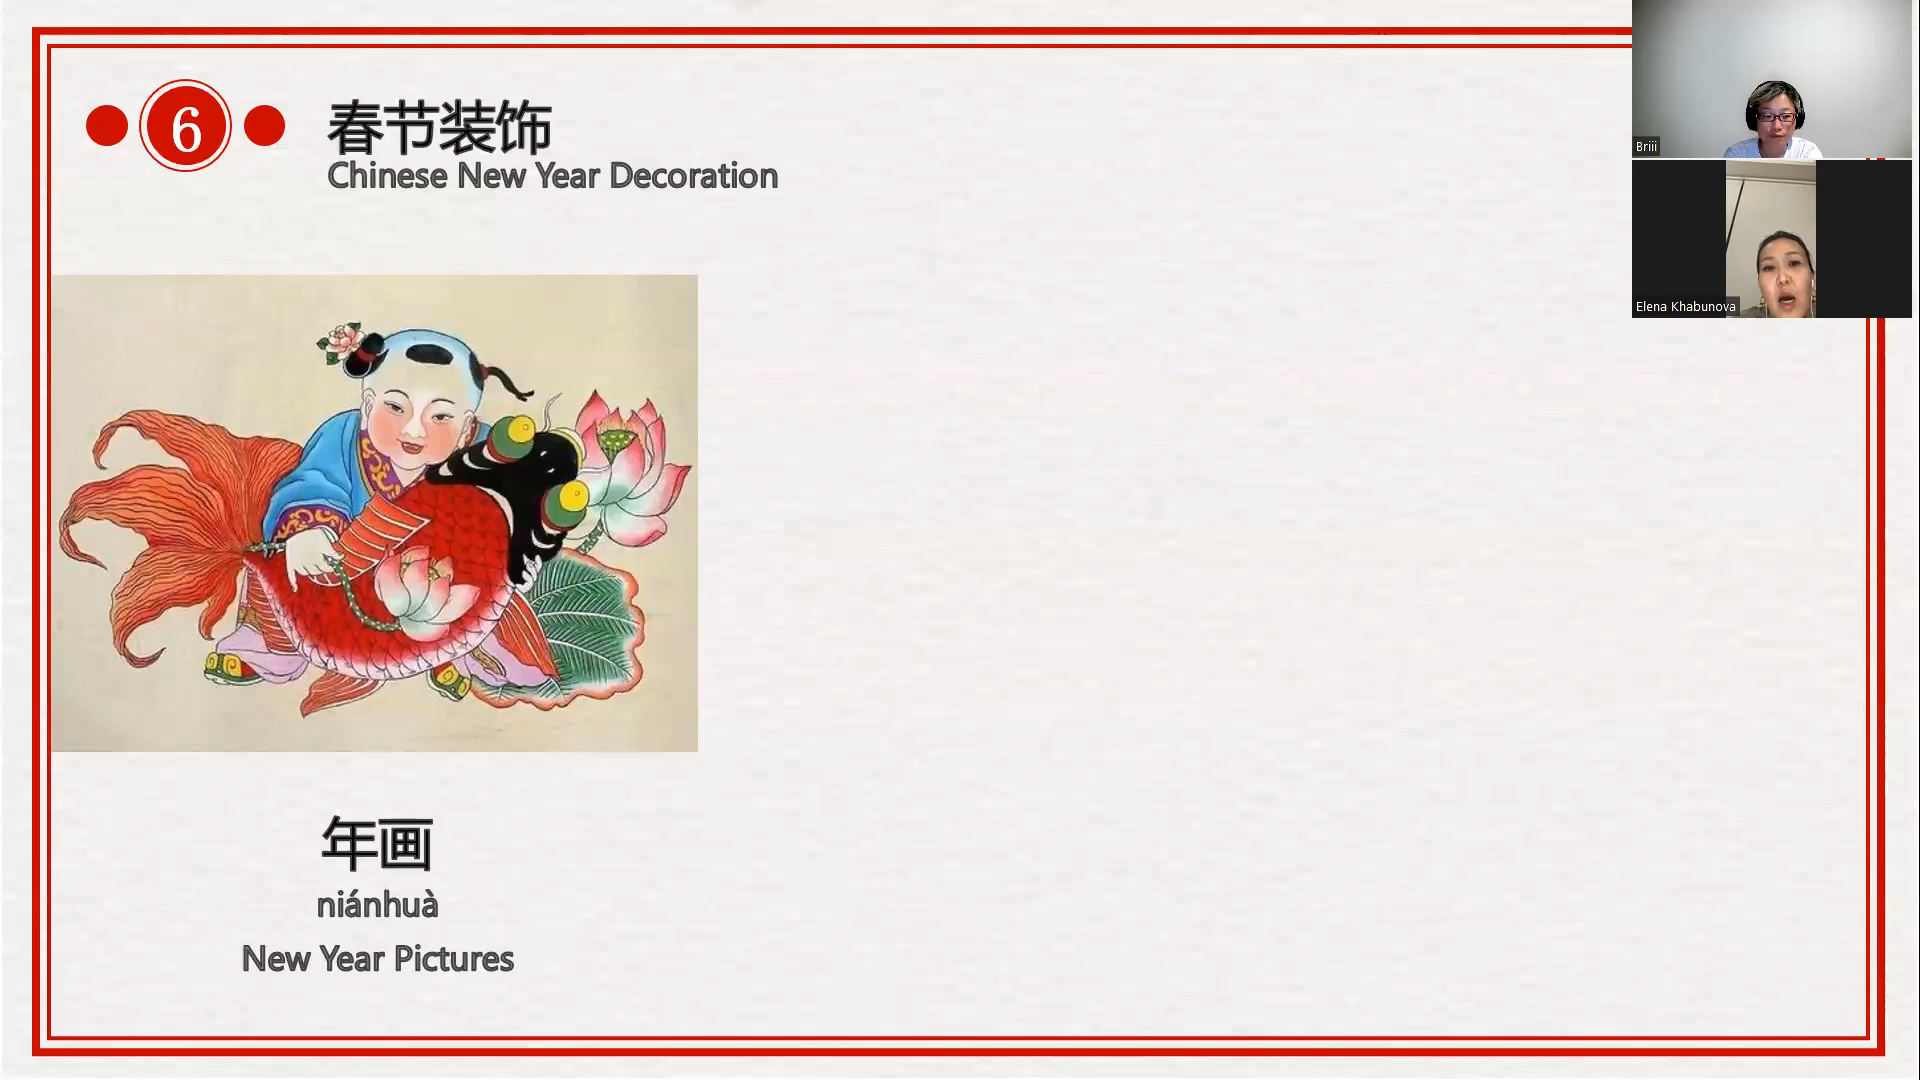 6
春节装饰
Chinese New Year Decoration
年画
niánhuà
New Year Pictures
Briii
Elena Khabunova